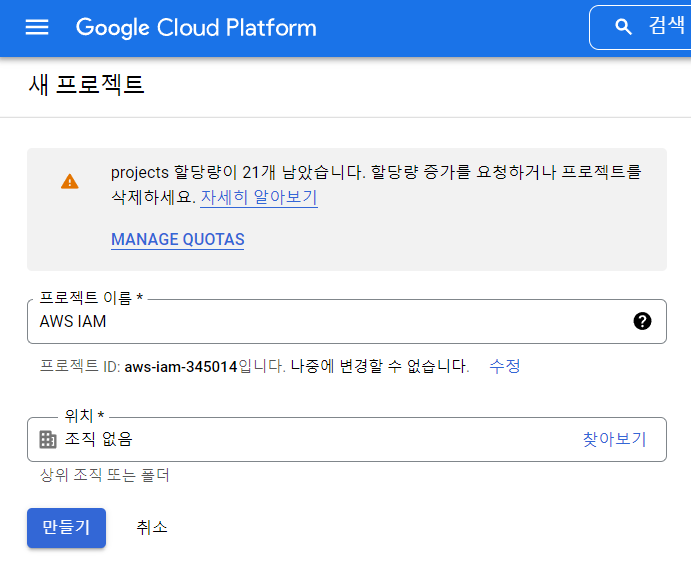 Google Cloud Platform
검색
새 프로젝트
projects 할당량이 21개 남았습니다. 할당량 증가를 요청하거나 프로젝트를
삭제하세요. 자세히 알아보기
MANAGE QUOTAS
프로젝트 이름 *
AWS IAM
프로젝트 ID: aws-iam-345014입니다. 나중에 변경할 수 없습니다. 수정
위치 *
조직 없음 찾아보기
상위 조직 또는 폴더
만들기 취소